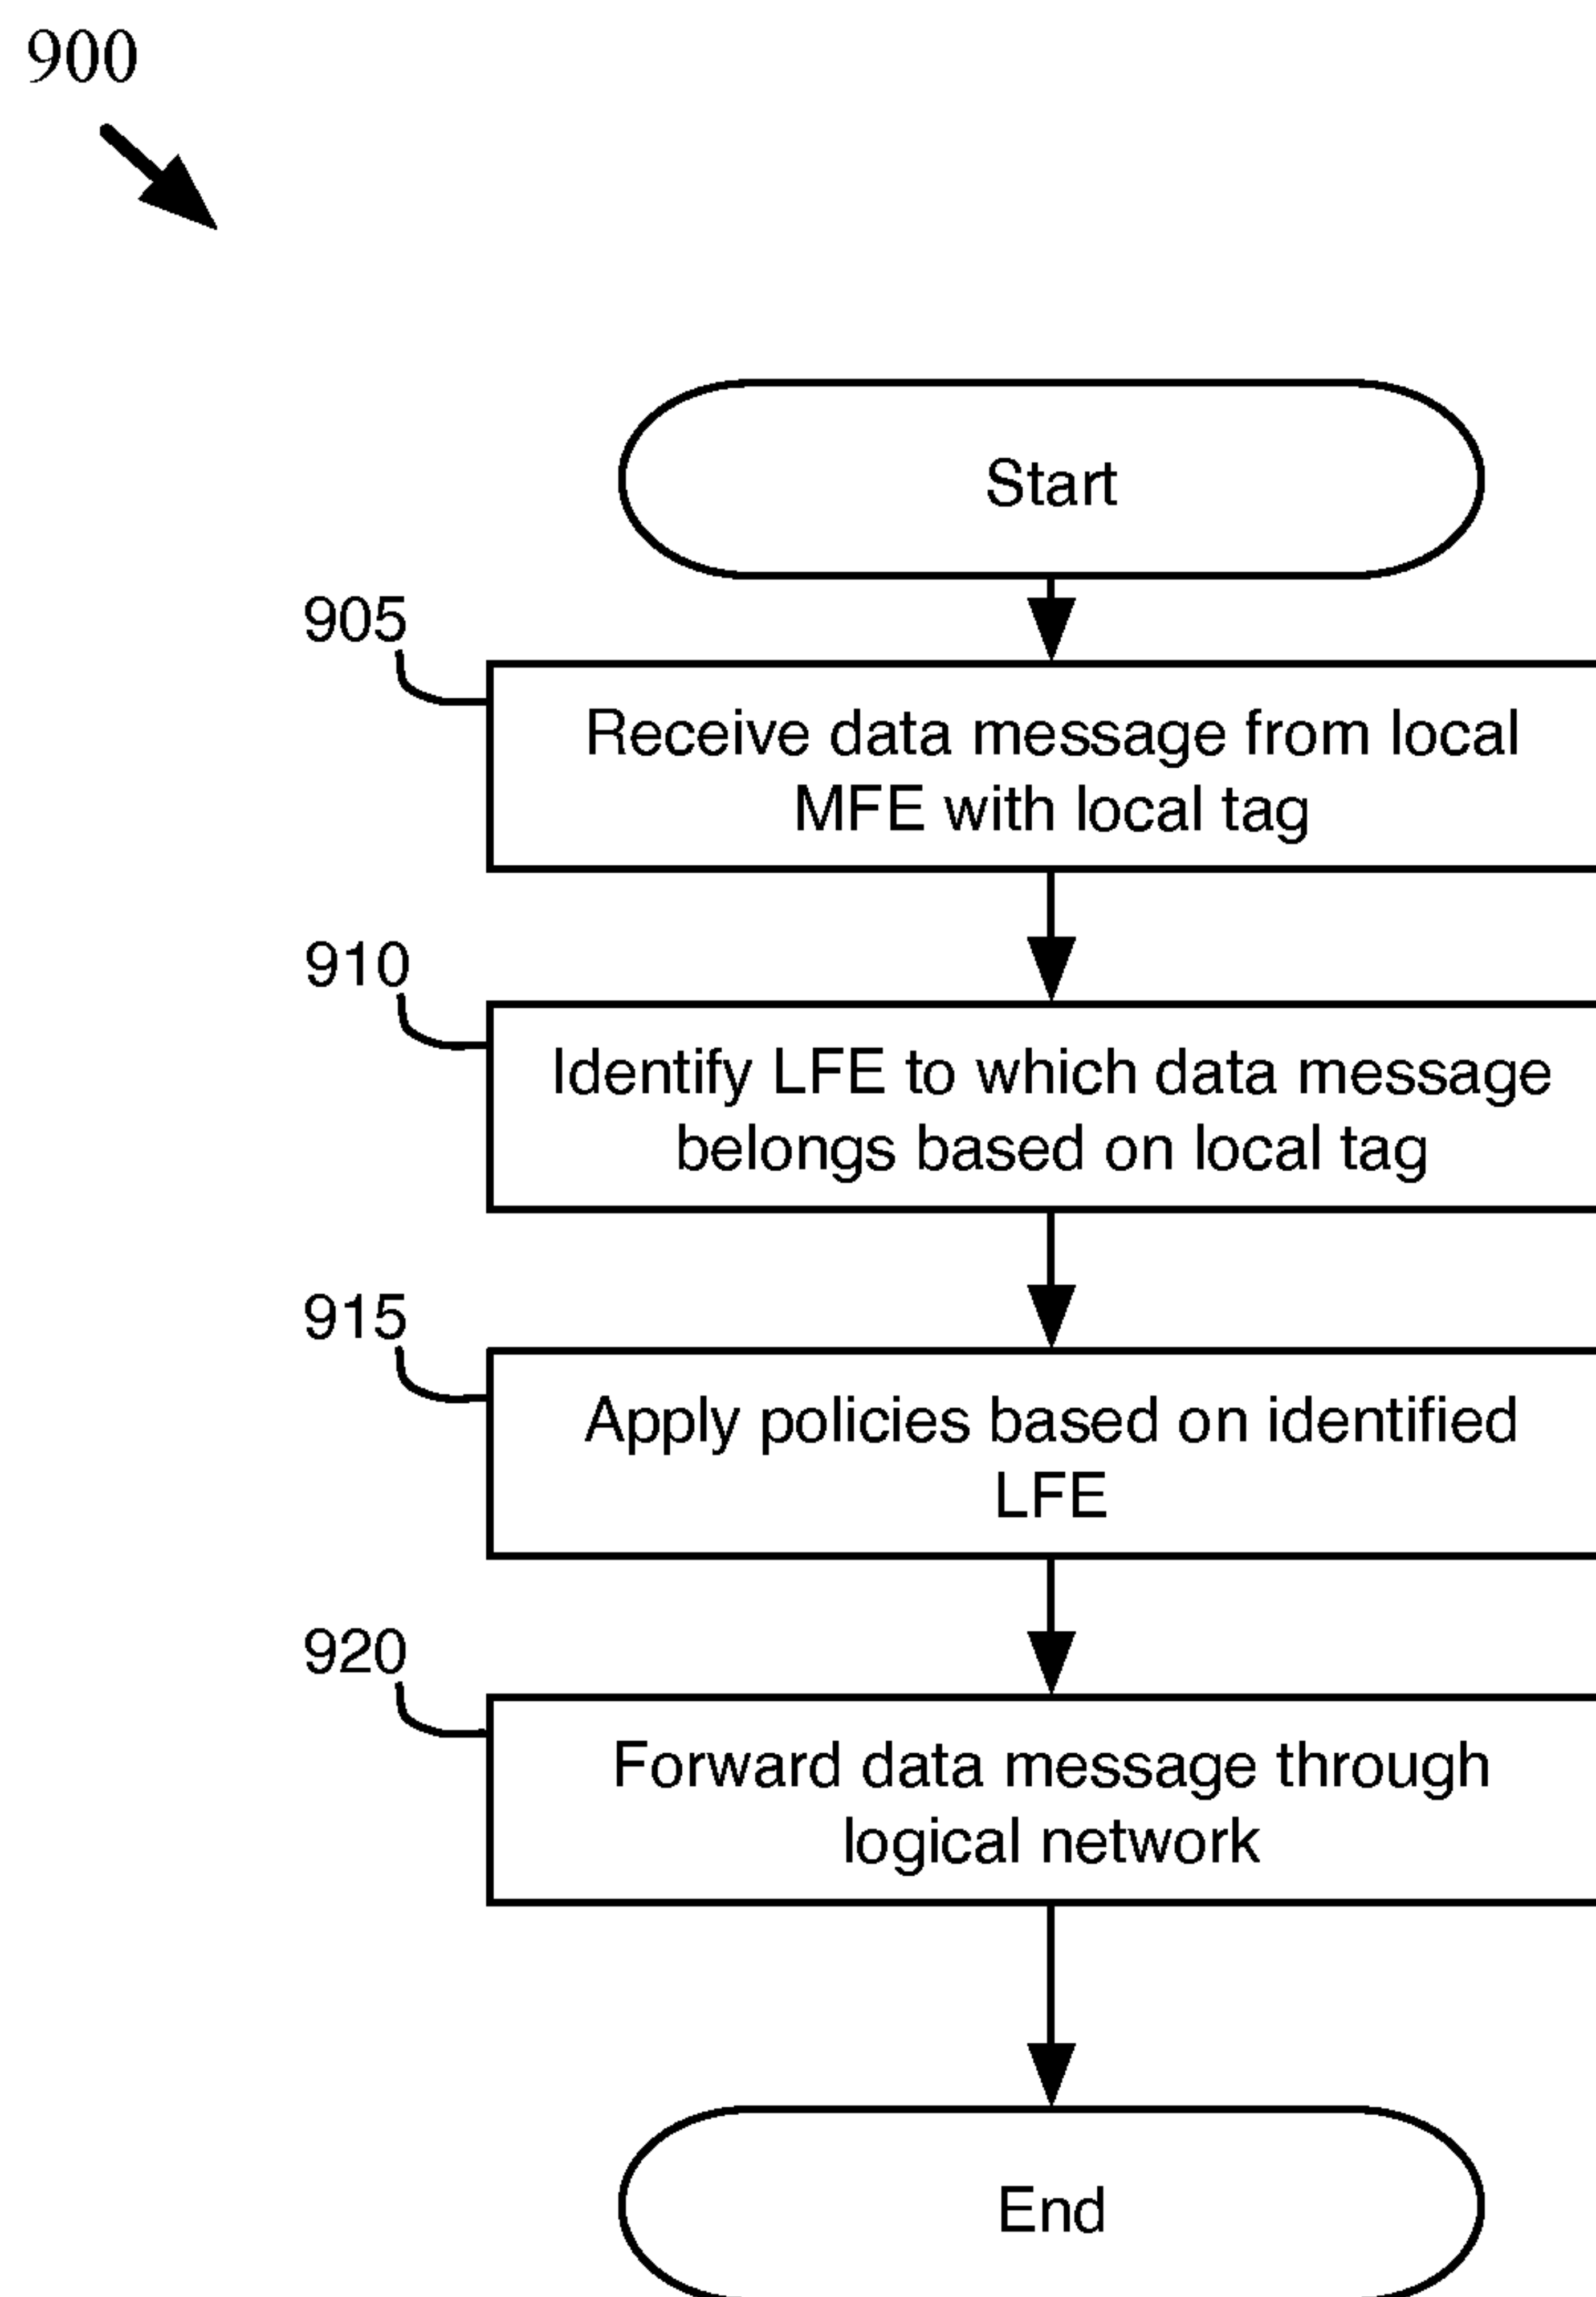 900
Start
905
Receive data message from local
MFE with local tag
910
Identify LFE to which data message
belongs based on local tag
915
Apply policies based on identified
LFE
920
Forward data message through
logical network
End